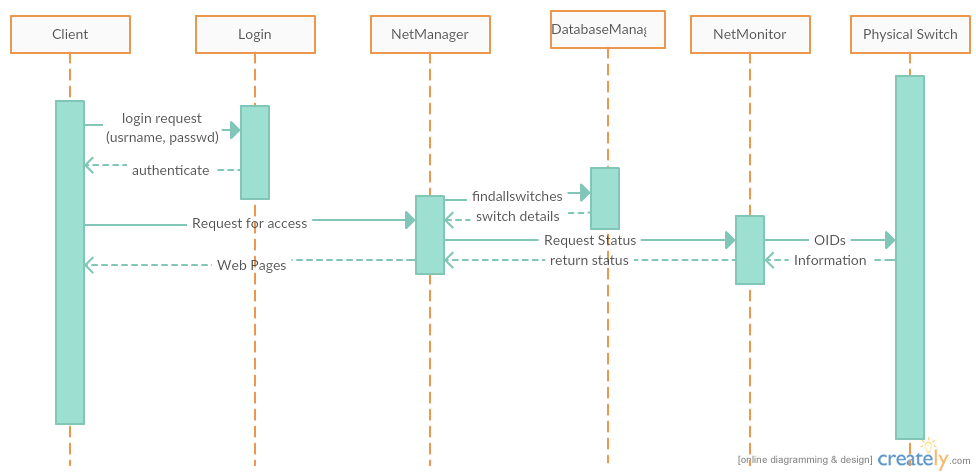 Client
Login
NetManager
DatabaseManag
NetMonitor
Physical Switch
login request
(usrname, passwd)
authenticate
findallswitches
switch details
Request for access
Request Status
OIDs
return status
Information
Web Pages
[online diagramming & design] creately.com